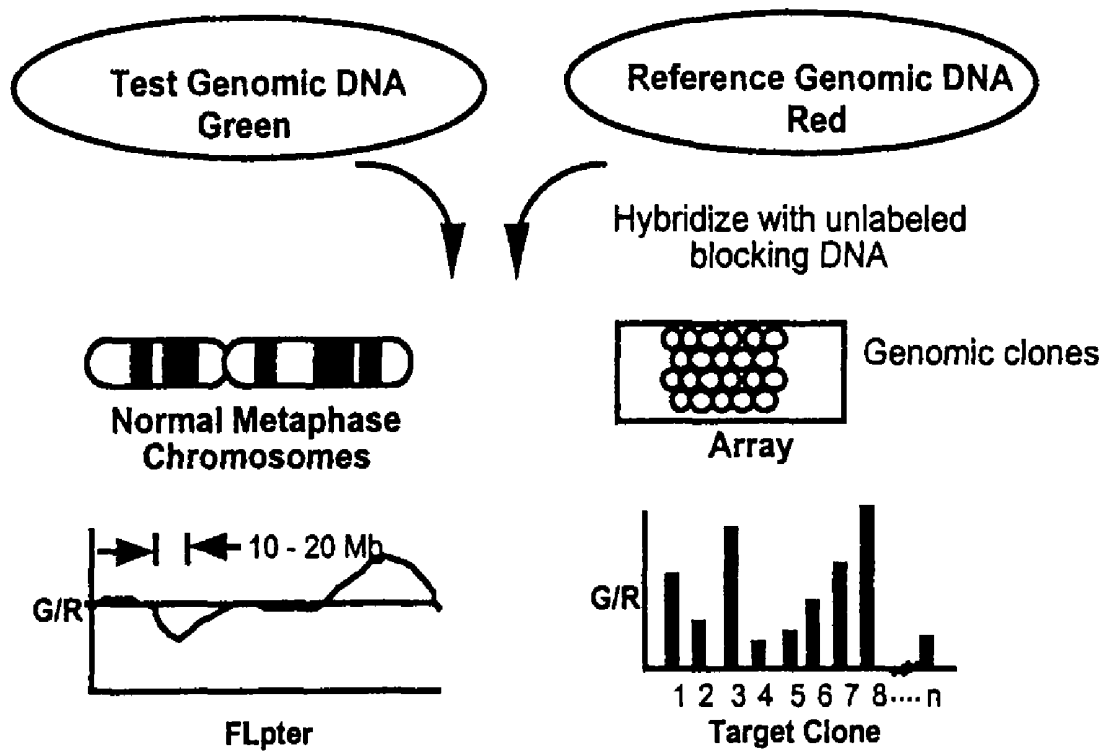 Test Genomic DNA
Green
Reference Genomic DNA
Red
Hybridize with unlabeled
blocking DNA
Normal Metaphase
Chromosomes
Genomic clones
Array
10 - 20 Mb
G/R
FLpter
G/R
1 2 3 4 5 6 7 8....n
Target Clone